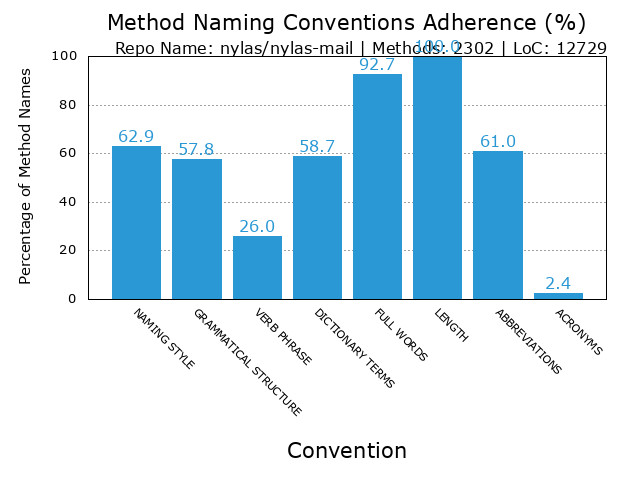 Method Naming Conventions Adherence (%)
Repo Name: nylas/nylas-mail | Methods: 2302 | LoC: 12729
Percentage of Method Names
100
80
60
40
20
0
62.9
57.8
26.0
58.7
92.7
100.0
61.0
2.4
NAMING STYLE
GRAMMATICAL STRUCTURE
VERB PHRASE
DICTIONARY TERMS
FULL WORDS
LENGTH
ABBREVIATIONS
ACRONYMS
Convention